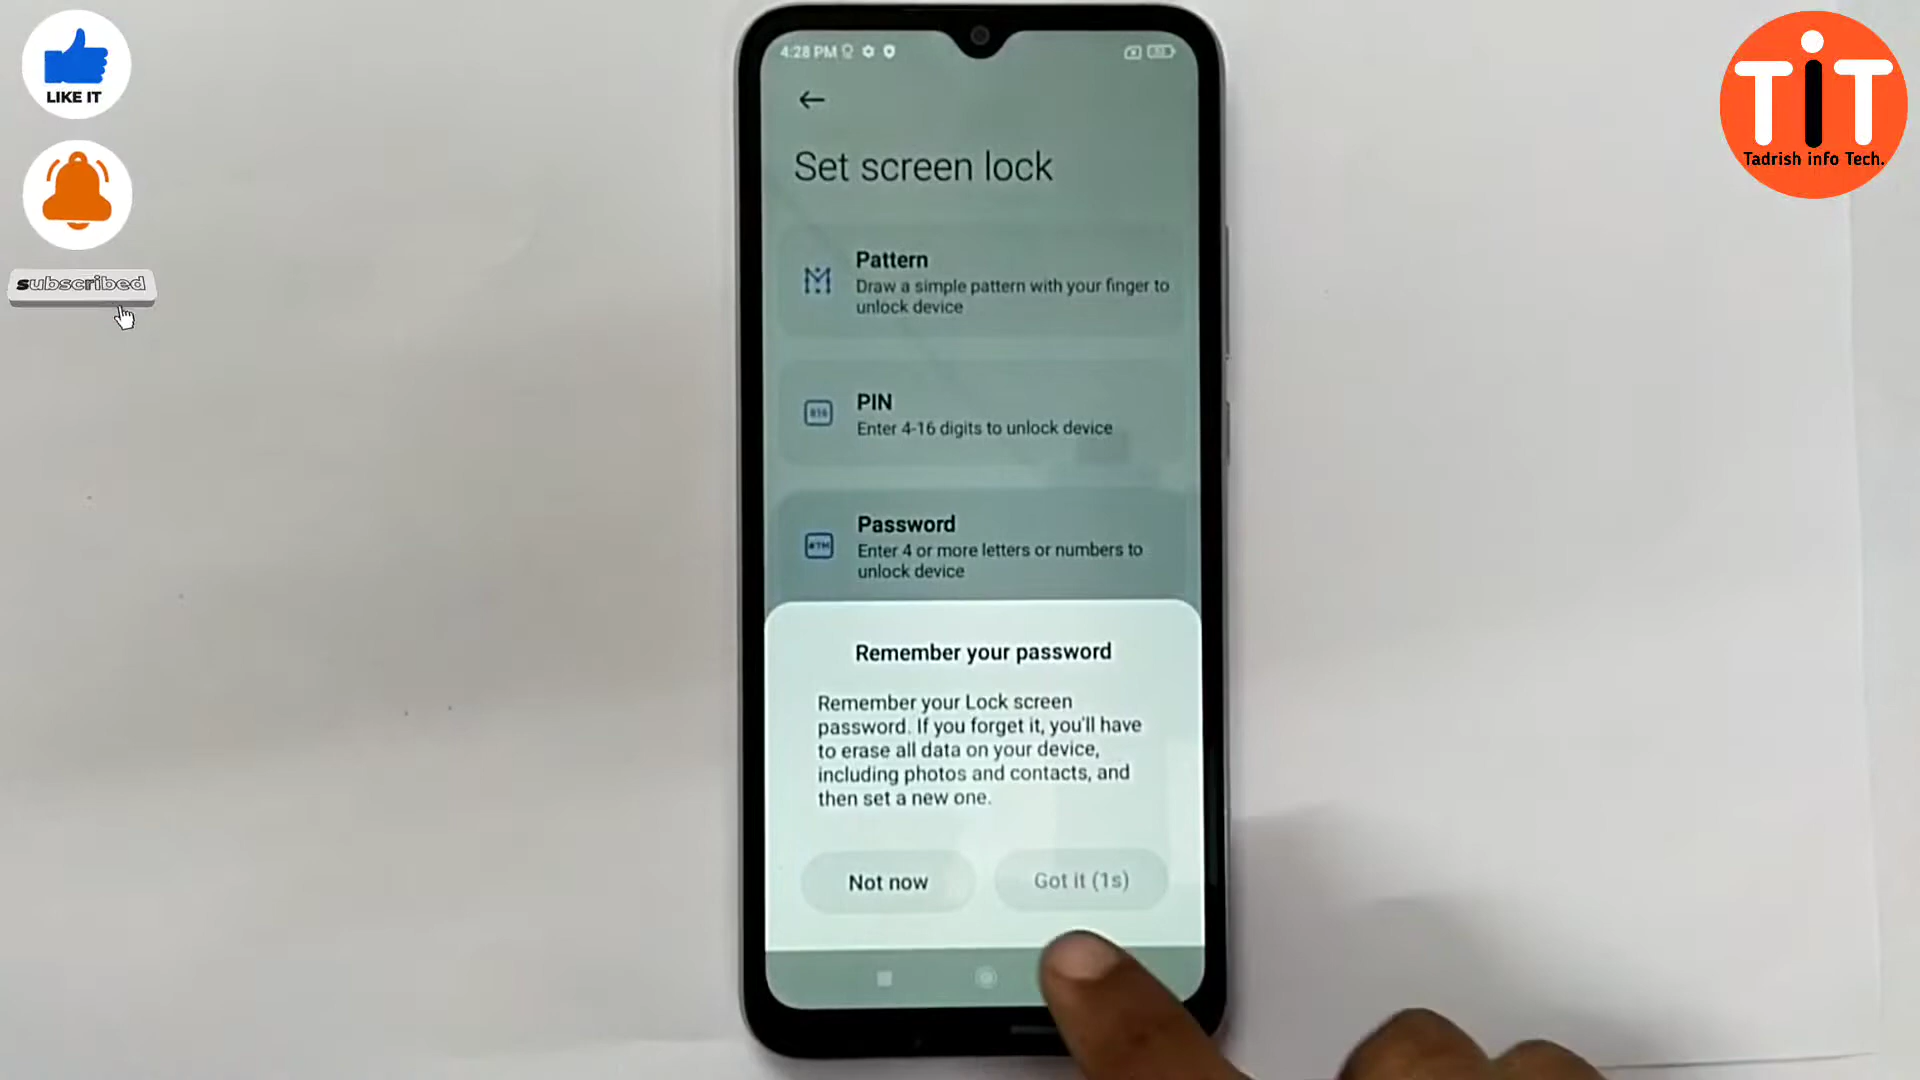 LIKE IT
subscribed
TiT
Tadrish info Tech.
4:28 PM
Set screen lock
Pattern
Draw a simple pattern with your finger to
unlock device
PIN
Enter 4-16 digits to unlock device
Password
Enter 4 or more letters or numbers to
unlock device
Remember your password
Remember your Lock screen
password. If you forget it, you'll have
to erase all data on your device,
including photos and contacts, and
then set a new one.
Not now
Got it (1s)